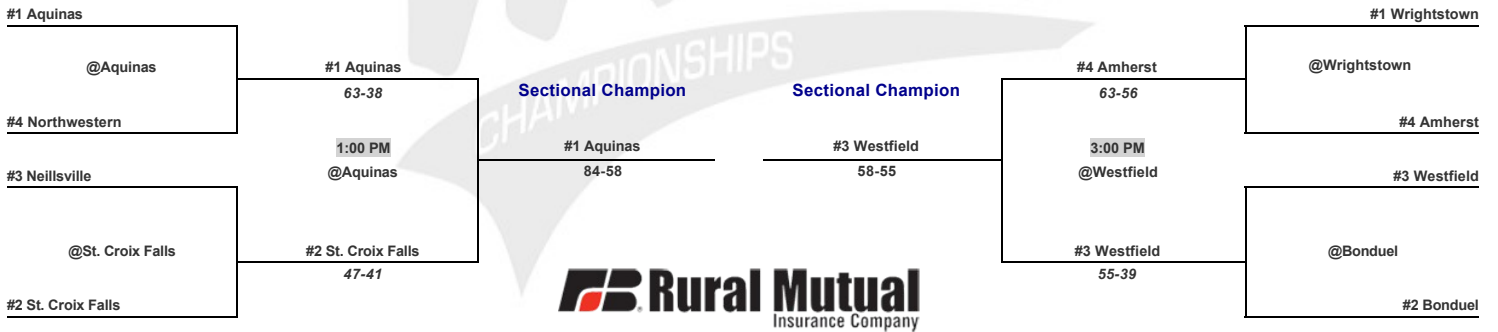 #1 Aquinas
@Aquinas
#4 Northwestern
#3 Neillsville
@St. Croix Falls
#2 St. Croix Falls
#1 Aquinas
63-38
1:00 PM
@Aquinas
#2 St. Croix Falls
47-41
Sectional Champion
#1 Aquinas
84-58
CHAMPIONSHIPS
Sectional Champion
#3 Westfield
58-55
#4 Amherst
63-56
3:00 PM
@Westfield
#3 Westfield
55-39
#1 Wrightstown
@Wrightstown
#4 Amherst
#3 Westfield
@Bonduel
#2 Bonduel
Rural Mutual
Insurance Company